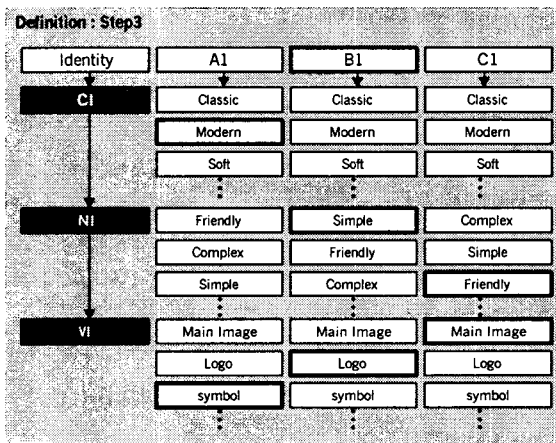 Definition : Step3
Identity A1 B1 C1
CI Classic Classic Classic
Modern Modern Modern
Soft Soft Soft
NI Friendly Simple Complex
Complex Friendly Simple
Simple Complex Friendly
VI Main Image Main Image Main Image
Logo Logo Logo
symbol symbol symbol